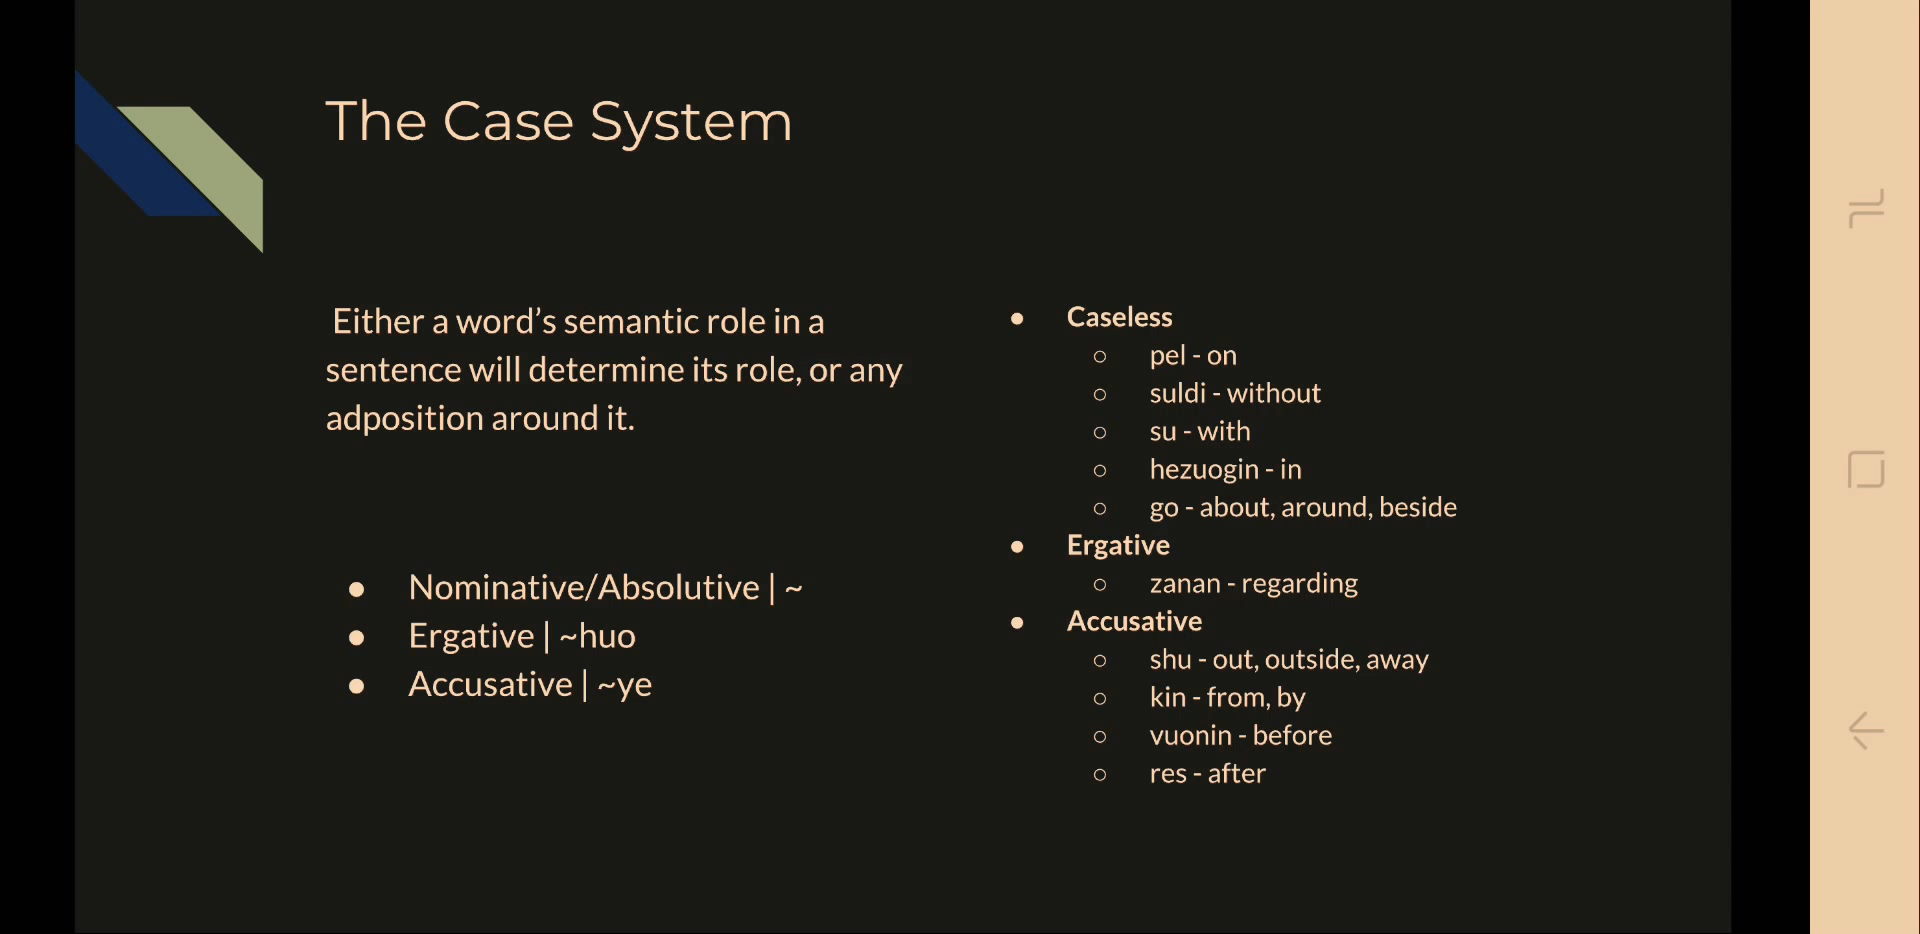 The Case System
Either a word’s semantic role in a
sentence will determine its role, or any
adposition around it.
● Nominative/Absolutive | ~
● Ergative | ~huo
● Accusative | ~ye
● Caseless
○ pel - on
○ suldi - without
○ su - with
○ hezuogin - in
○ go - about, around, beside
● Ergative
○ zanan - regarding
● Accusative
○ shu - out, outside, away
○ kin - from, by
○ vuonin - before
○ res - after